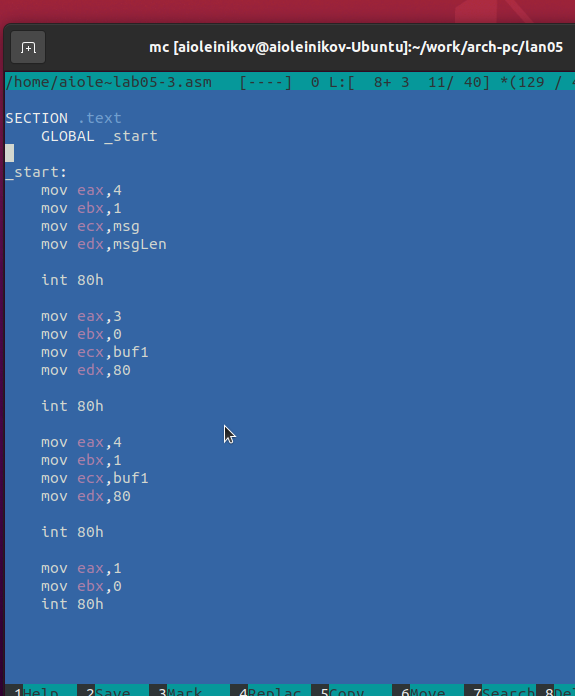 mc [aioleinikov@aioleinikov-Ubuntu]:~/work/arch-pc/lan05
/home/aiole~lab05-3.asm   [----]  0 L:[  8+ 3  11/ 40] *(129 /
SECTION .text
    GLOBAL _start
_start:
    mov eax,4
    mov ebx,1
    mov ecx,msg
    mov edx,msgLen
    int 80h
    mov eax,3
    mov ebx,0
    mov ecx,buf1
    mov edx,80
    int 80h
    mov eax,4
    mov ebx,1
    mov ecx,buf1
    mov edx,80
    int 80h
    mov eax,1
    mov ebx,0
    int 80h
1Help 2Save 3Mark 4Replac 5Copy 6Move 7Search 8De